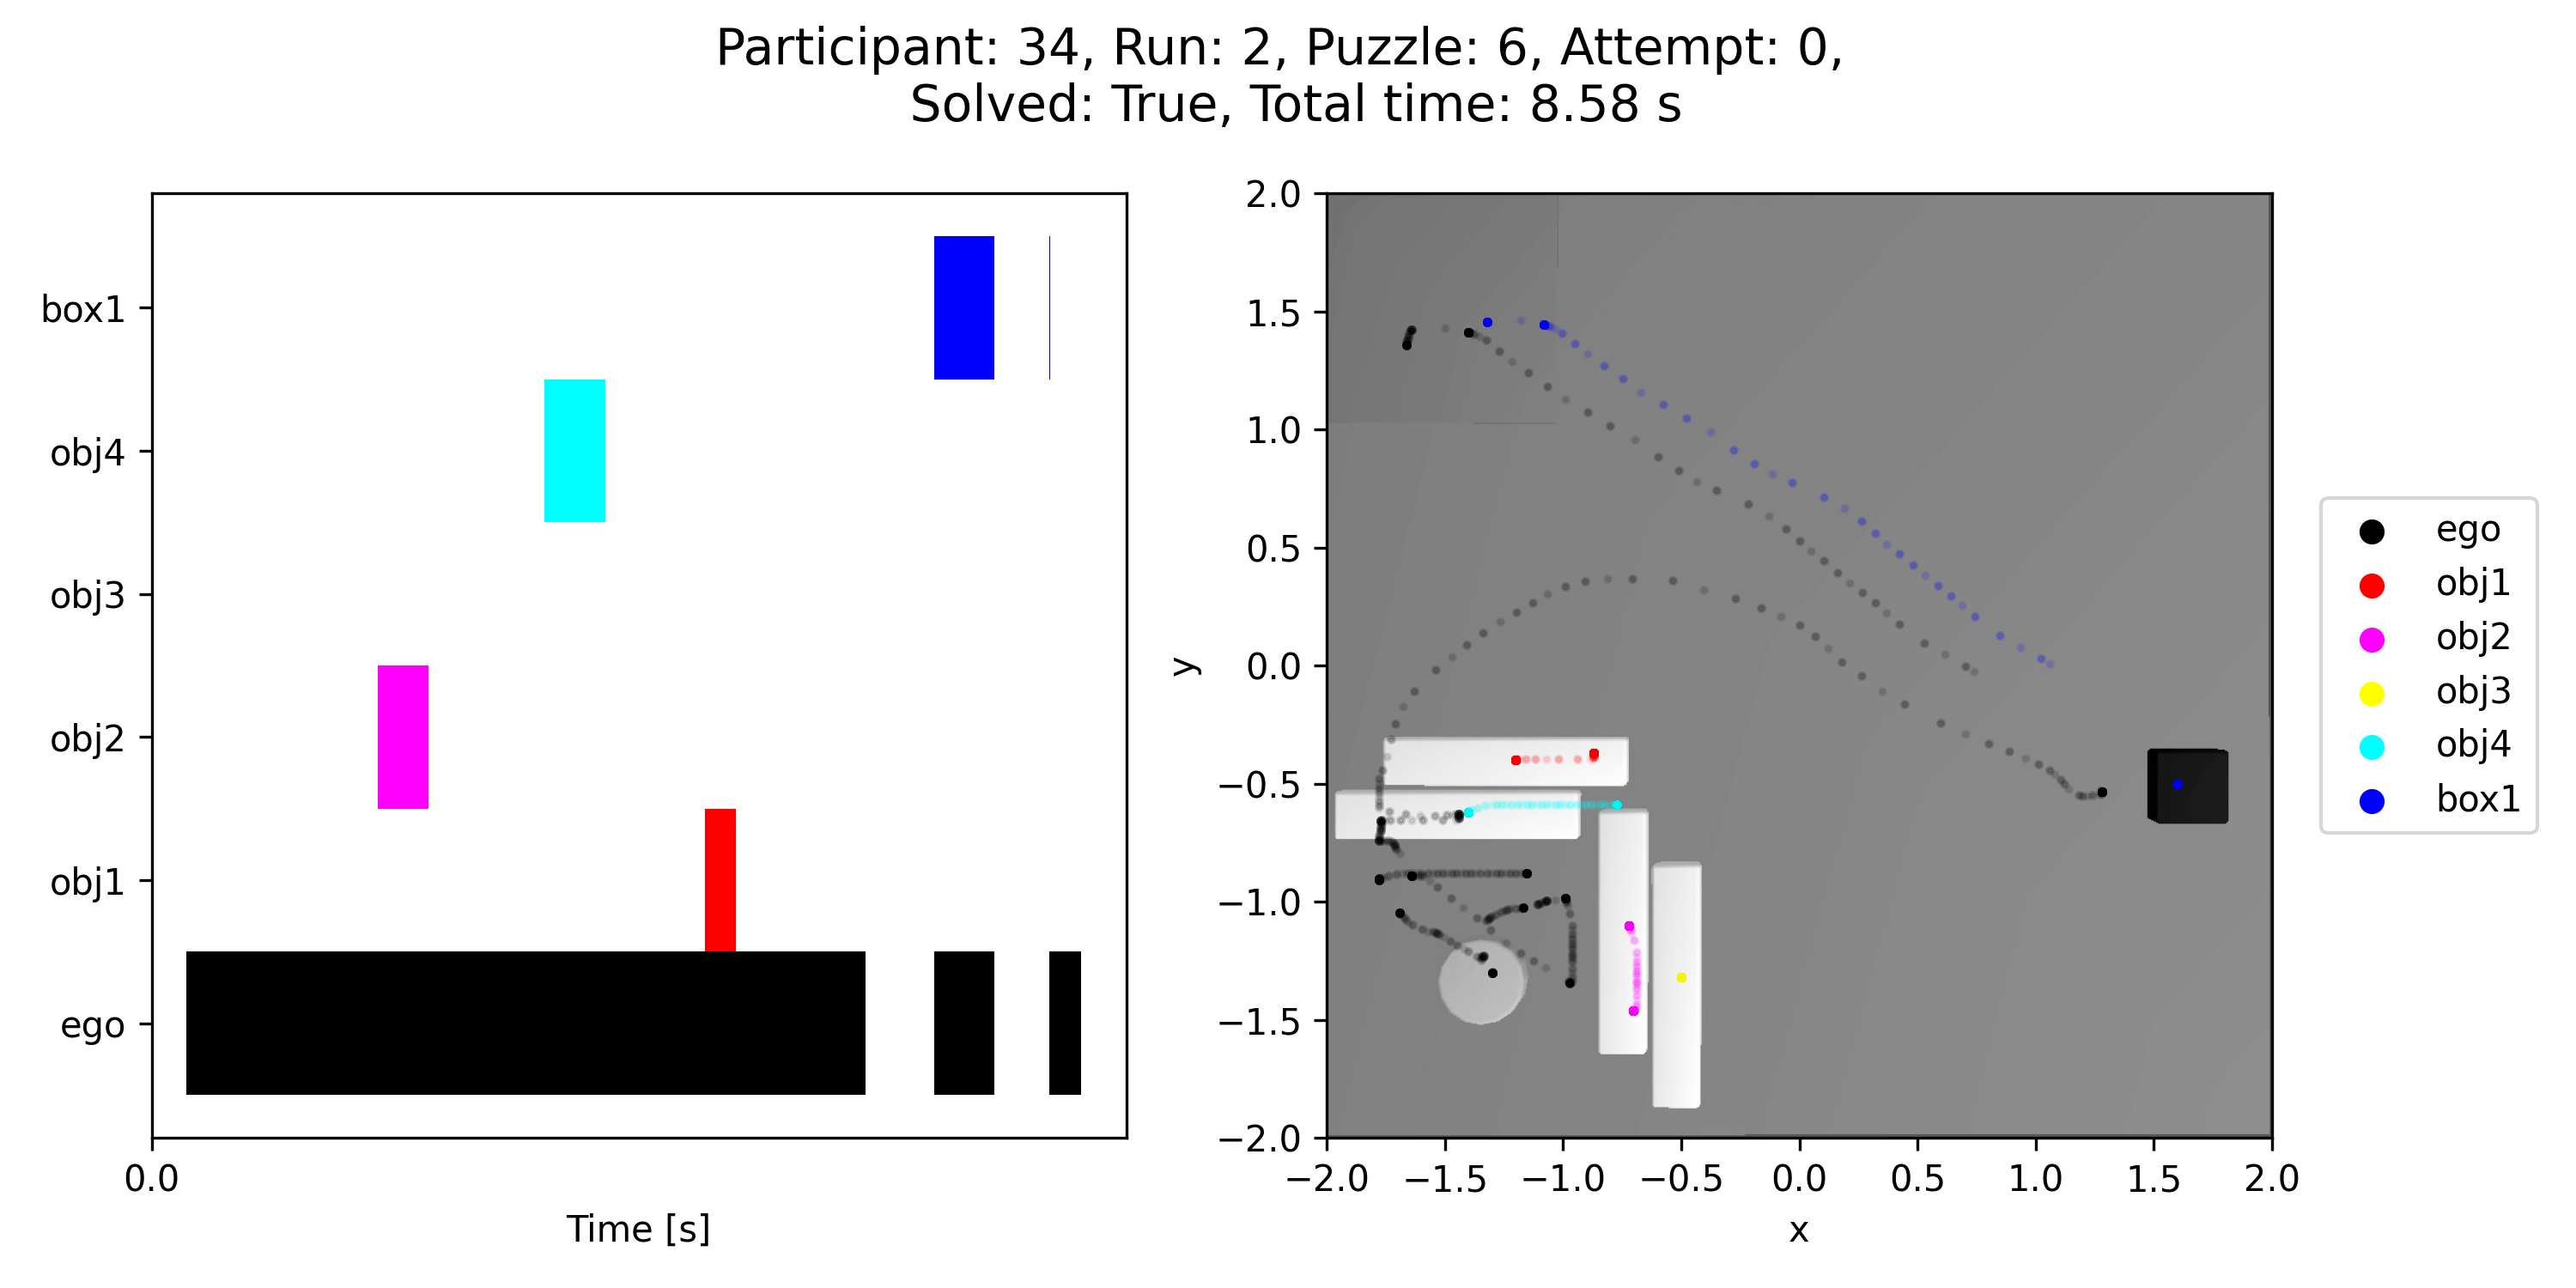 Participant: 34, Run: 2, Puzzle: 6, Attempt: 0,
Solved: True, Total time: 8.58 s
box1
obj4
obj3
obj2
obj1
ego
0.0
Time [s]
2.0
1.5
1.0
0.5
0.0
−0.5
−1.0
−1.5
−2.0
y
−2.0 −1.5 −1.0 −0.5 0.0 0.5 1.0 1.5 2.0
x
ego
obj1
obj2
obj3
obj4
box1